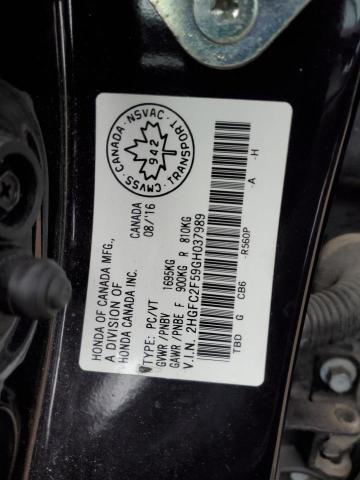 HONDA OF CANADA MFG.,
A DIVISION OF
HONDA CANADA INC.
CANADA
08/'16
TYPE: PC/VT
GVWR /PNBV 1695KG
GAWR /PNBE F 900KG R 810KG
V.I.N. 2HGFC2F59GH037989
TBD G CB6 -R560P -A -H
CANADA · NSVAC · TRANSPORT · CMVSS
942